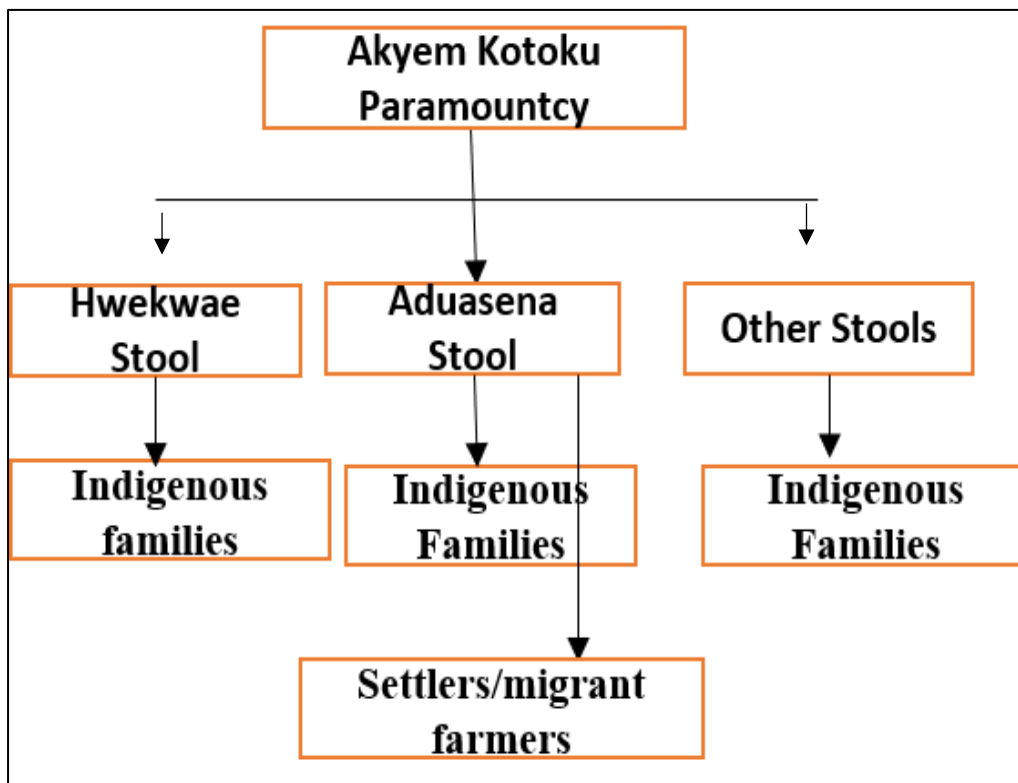 Akyem Kotoku
Paramountcy
Hwekwae
Stool
Aduasena
Stool
Other Stools
Indigenous
families
Indigenous
Families
Indigenous
Families
Settlers/migrant
farmers